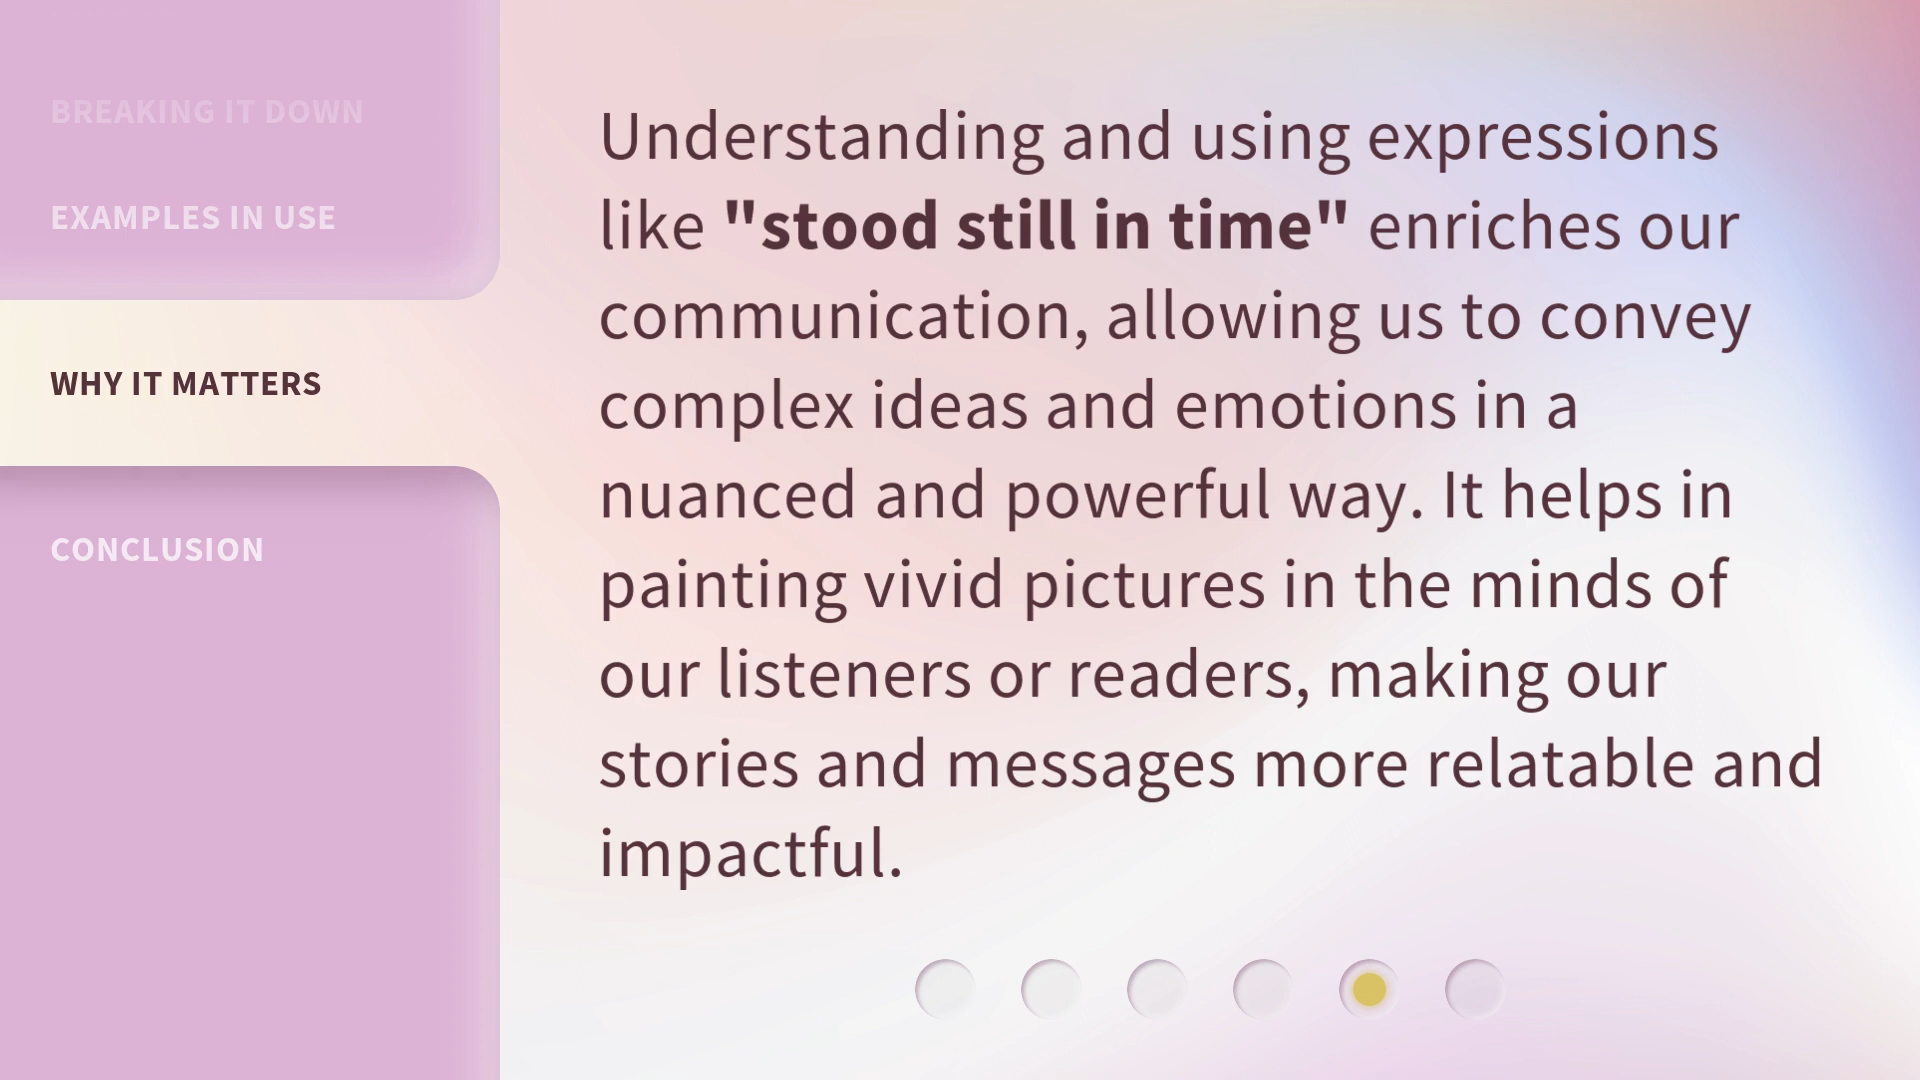 BREAKING IT DOWN
EXAMPLES IN USE
WHY IT MATTERS
CONCLUSION
Understanding and using expressions
like "stood still in time" enriches our
communication, allowing us to convey
complex ideas and emotions in a
nuanced and powerful way. It helps in
painting vivid pictures in the minds of
our listeners or readers, making our
stories and messages more relatable and
impactful.